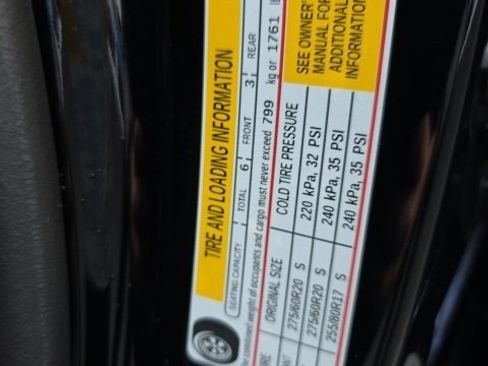 TIRE AND LOADING INFORMATION
SEATING CAPACITY TOTAL 6 FRONT 3 REAR
combined weight of occupants and cargo must never exceed 799 kg or 1761
ORIGINAL SIZE COLD TIRE PRESSURE
275/60R20 S 220 kPa, 32 PSI
275/60R20 S 240 kPa, 35 PSI
255/80R17 S 240 kPa, 35 PSI
SEE OWNER'
MANUAL FOR
ADDITIONAL
INFORMATION